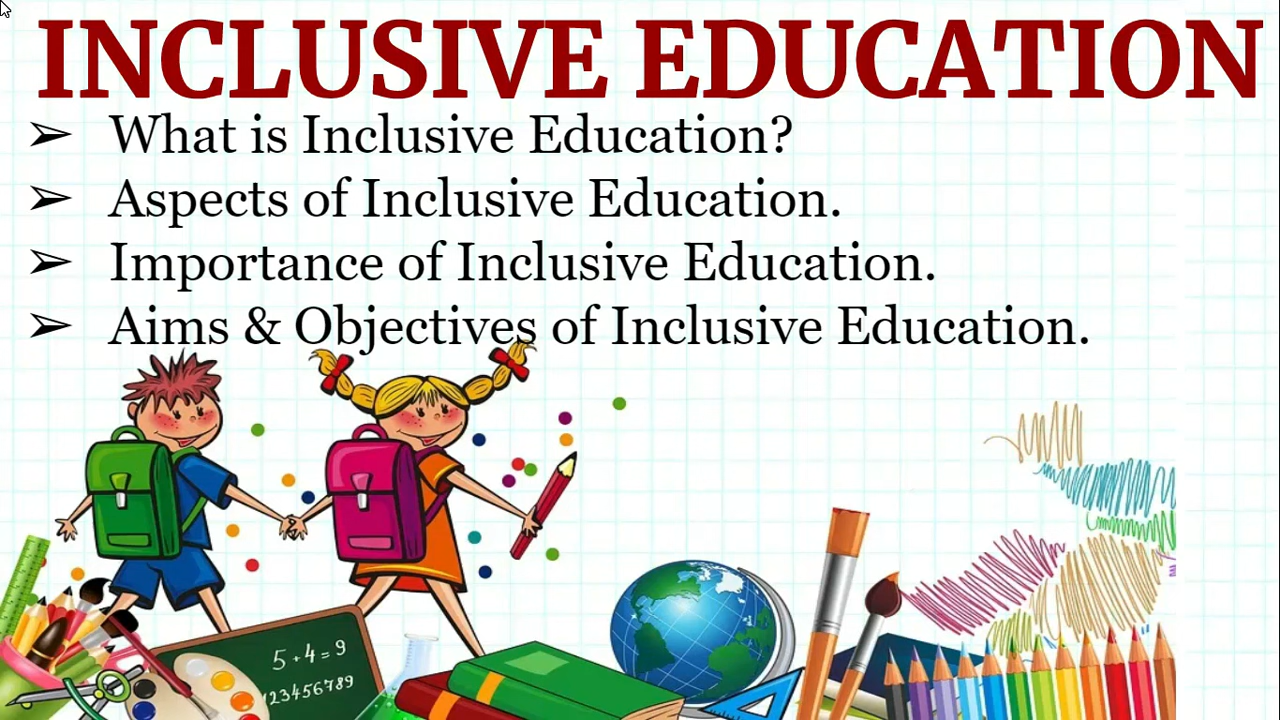 INCLUSIVE EDUCATION
➢ What is Inclusive Education?
➢ Aspects of Inclusive Education.
➢ Importance of Inclusive Education.
➢ Aims & Objectives of Inclusive Education.
5+4=9
123456789